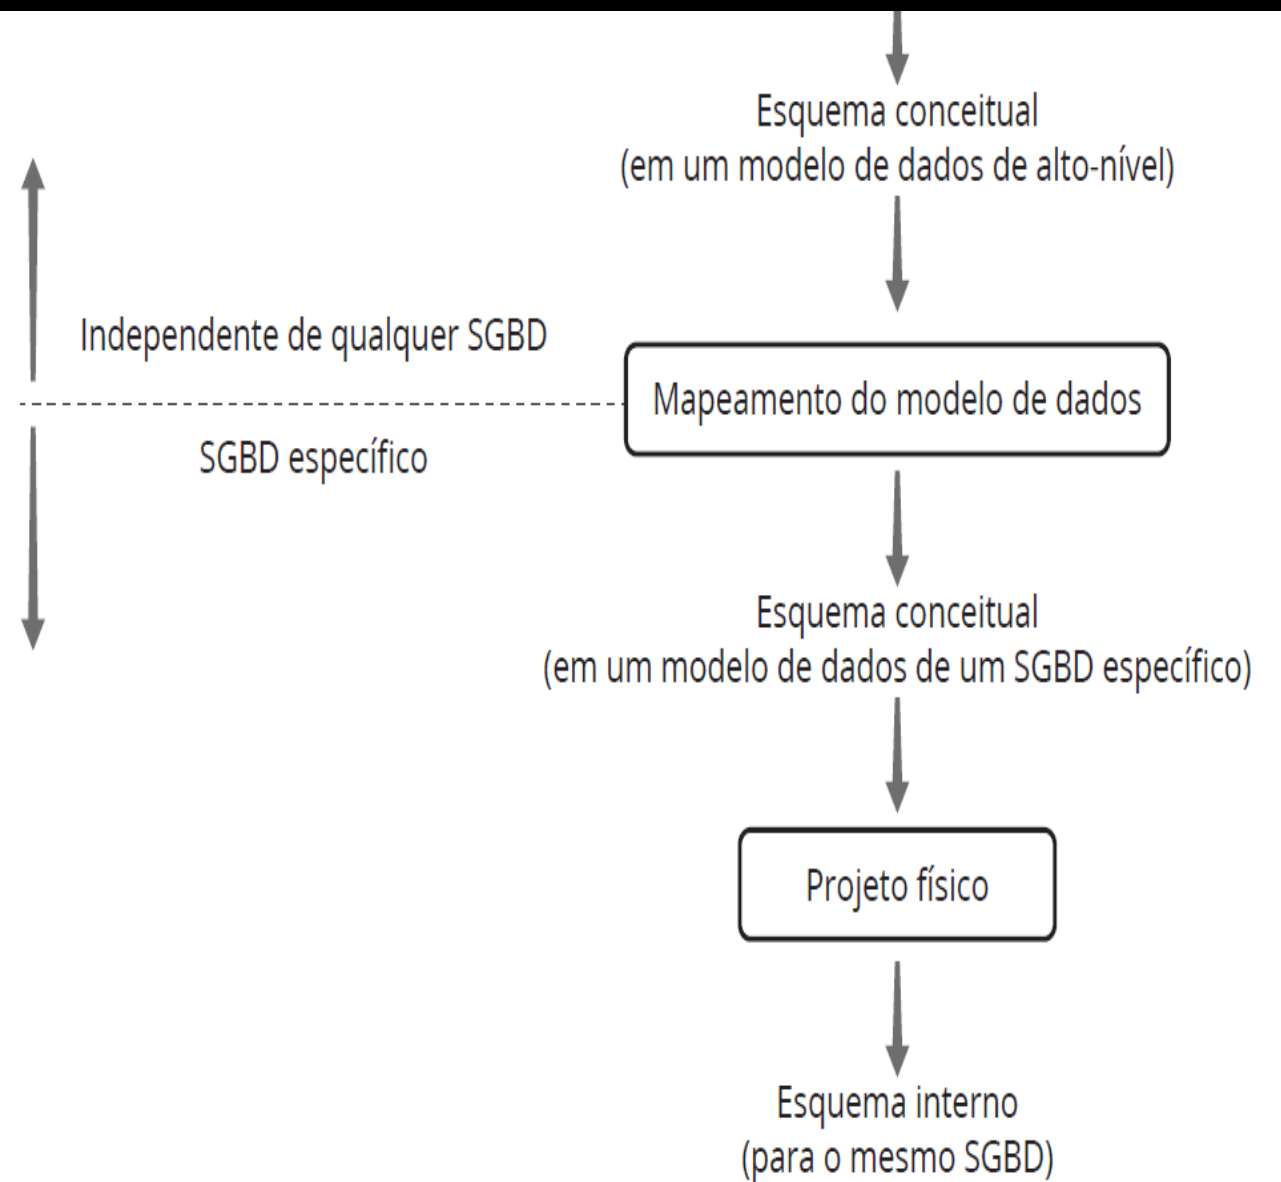 Esquema conceitual
(em um modelo de dados de alto-nível)
Independente de qualquer SGBD
Mapeamento do modelo de dados
SGBD específico
Esquema conceitual
(em um modelo de dados de um SGBD específico)
Projeto físico
Esquema interno
(para o mesmo SGBD)